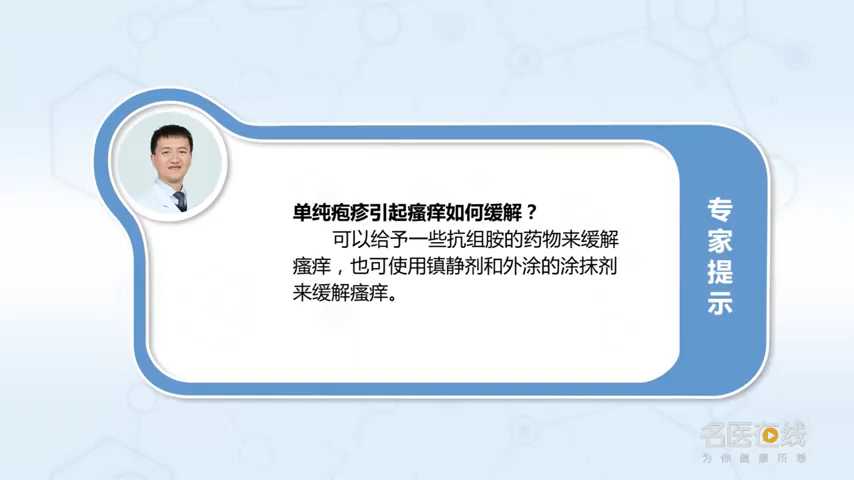 单纯疱疹引起瘙痒如何缓解？
可以给予一些抗组胺的药物来缓解
瘙痒，也可使用镇静剂和外涂的涂抹剂
来缓解瘙痒。
专家提示
名医在线
为你健康所想